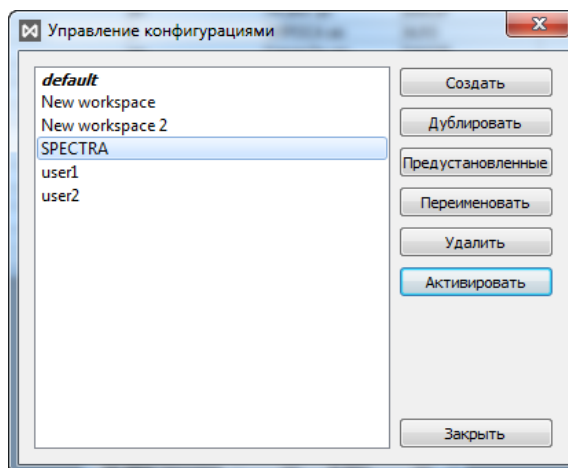 Управление конфигурациями
default
New workspace
New workspace 2
SPECTRA
user1
user2
Создать
Дублировать
Предустановленные
Переименовать
Удалить
Активировать
Закрыть